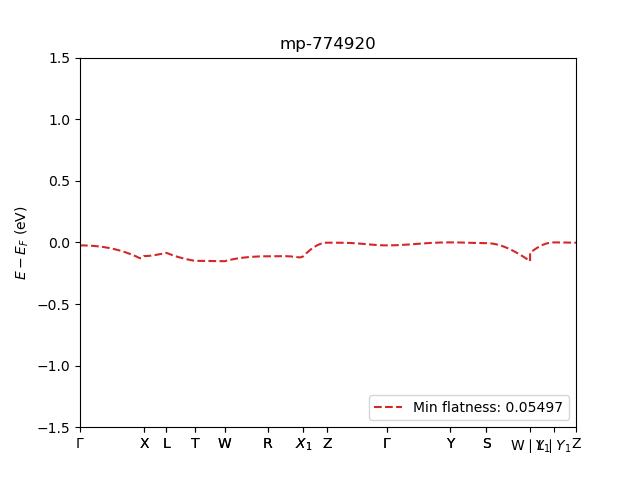 mp-774920
E − E_F (eV)
1.5
1.0
0.5
0.0
−0.5
−1.0
−1.5
Min flatness: 0.05497
Γ X L T W R X₁ Z Γ Y S W | L₁ | Y₁ Z